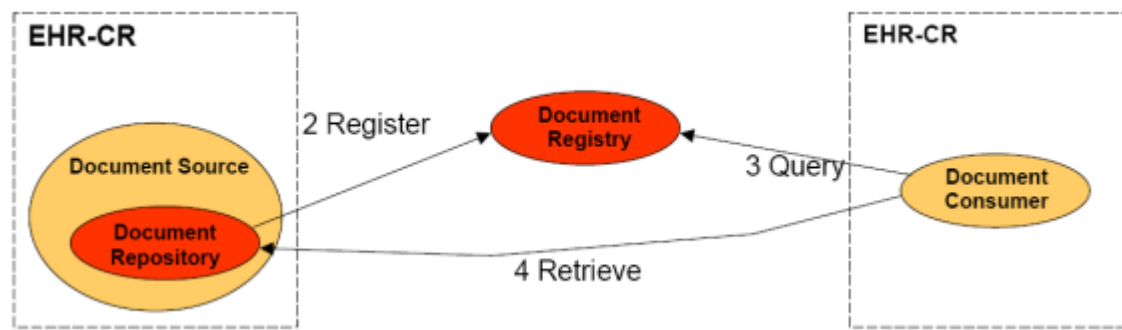 EHR-CR
EHR-CR
Document
Registry
2 Register
3 Query
Document Source
Document
Consumer
Document
Repository
4 Retrieve